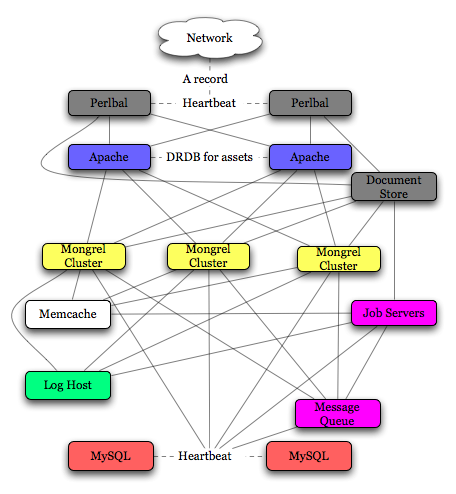 Network
A record
Perlbal
Heartbeat
Perlbal
Apache
DRDB for assets
Apache
Document
Store
Mongrel
Cluster
Mongrel
Cluster
Mongrel
Cluster
Memcache
Job Servers
Log Host
Message
Queue
MySQL
Heartbeat
MySQL